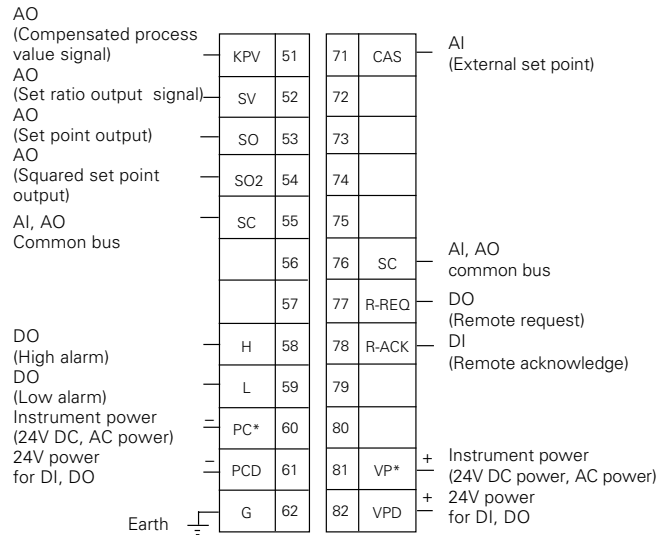 AO
(Compensated process
value signal)
AO
(Set ratio output signal)
AO
(Set point output)
AO
(Squared set point
output)
AI, AO
Common bus
DO
(High alarm)
DO
(Low alarm)
Instrument power
(24V DC, AC power)
24V power
for DI, DO
Earth
KPV 51
SV 52
SO 53
SO2 54
SC 55
56
57
H 58
L 59
– PC* 60
– PCD 61
G 62
71 CAS
72
73
74
75
76 SC
77 R-REQ
78 R-ACK
79
80
81 VP* +
82 VPD +
AI
(External set point)
AI, AO
common bus
DO
(Remote request)
DI
(Remote acknowledge)
Instrument power
(24V DC power, AC power)
24V power
for DI, DO